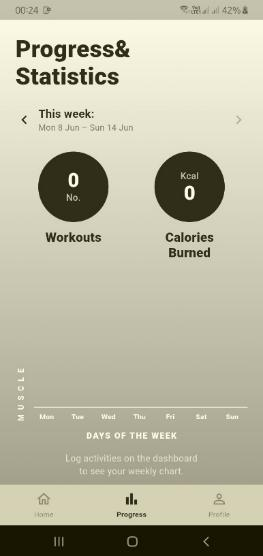 00:24
42%
Progress&
Statistics
This week:
Mon 8 Jun – Sun 14 Jun
0
No.
Kcal
0
Workouts
Calories
Burned
MUSCLE
Mon Tue Wed Thu Fri Sat Sun
DAYS OF THE WEEK
Log activities on the dashboard
to see your weekly chart.
Home Progress Profile